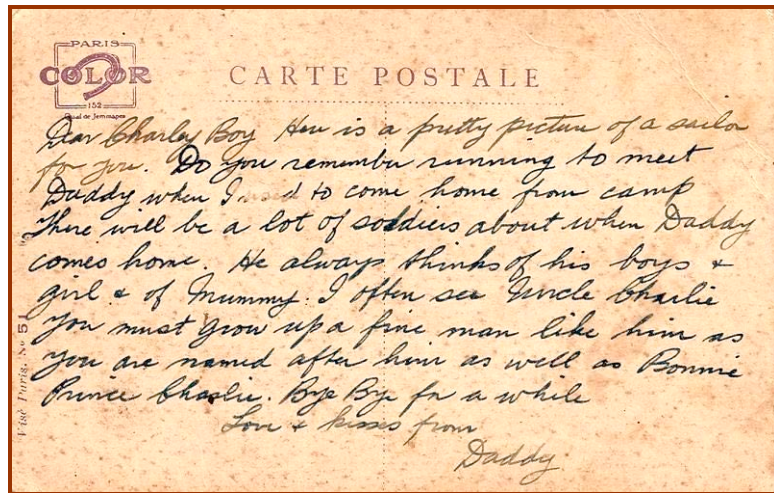 PARIS
COLOR
152
Quai de Jemmapes
CARTE POSTALE
Dear Charley Boy Here is a pretty picture of a sailor
for you. Do you remember running to meet
Daddy when I used to come home from camp
There will be a lot of soldiers about when Daddy
comes home. He always thinks of his boys &
girl & of Mummy. I often see Uncle Charlie
You must grow up a fine man like him as
you are named after him as well as Bonnie
Prince Charlie. Bye Bye for a while
Love & kisses from
Daddy
Visé Paris. No 51